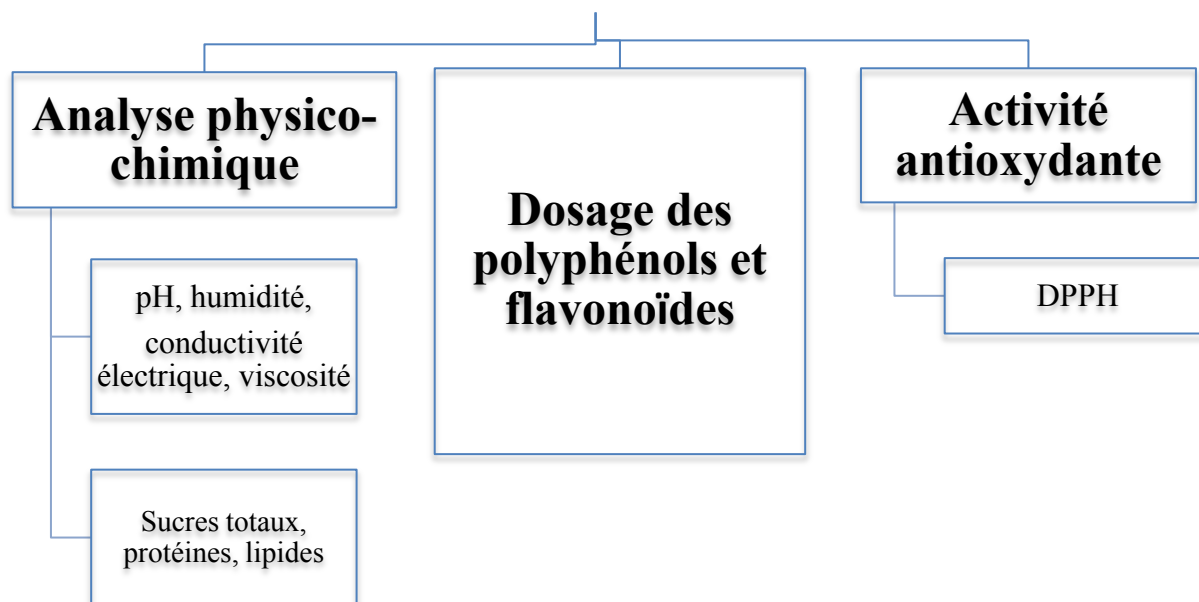 Analyse physico-
chimique
pH, humidité,
conductivité
électrique, viscosité
Sucres totaux,
protéines, lipides
Dosage des
polyphénols et
flavonoïdes
Activité
antioxydante
DPPH